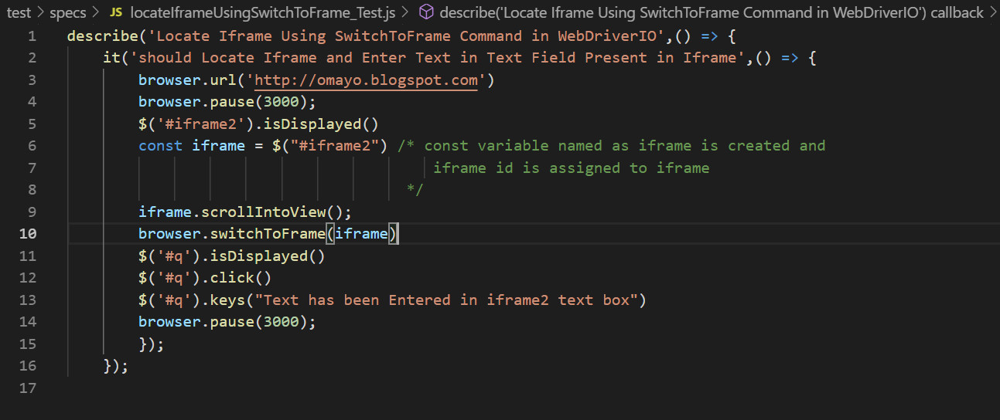 test > specs > JS locateIframeUsingSwitchToFrame_Test.js > describe('Locate Iframe Using SwitchToFrame Command in WebDriverIO') callback >
1 describe('Locate Iframe Using SwitchToFrame Command in WebDriverIO',() => {
2 it('should Locate Iframe and Enter Text in Text Field Present in Iframe',() => {
3 browser.url('http://omayo.blogspot.com')
4 browser.pause(3000);
5 $('#iframe2').isDisplayed()
6 const iframe = $("#iframe2") /* const variable named as iframe is created and
7 iframe id is assigned to iframe
8 */
9 iframe.scrollIntoView();
10 browser.switchToFrame(iframe)
11 $('#q').isDisplayed()
12 $('#q').click()
13 $('#q').keys("Text has been Entered in iframe2 text box")
14 browser.pause(3000);
15 });
16 });
17